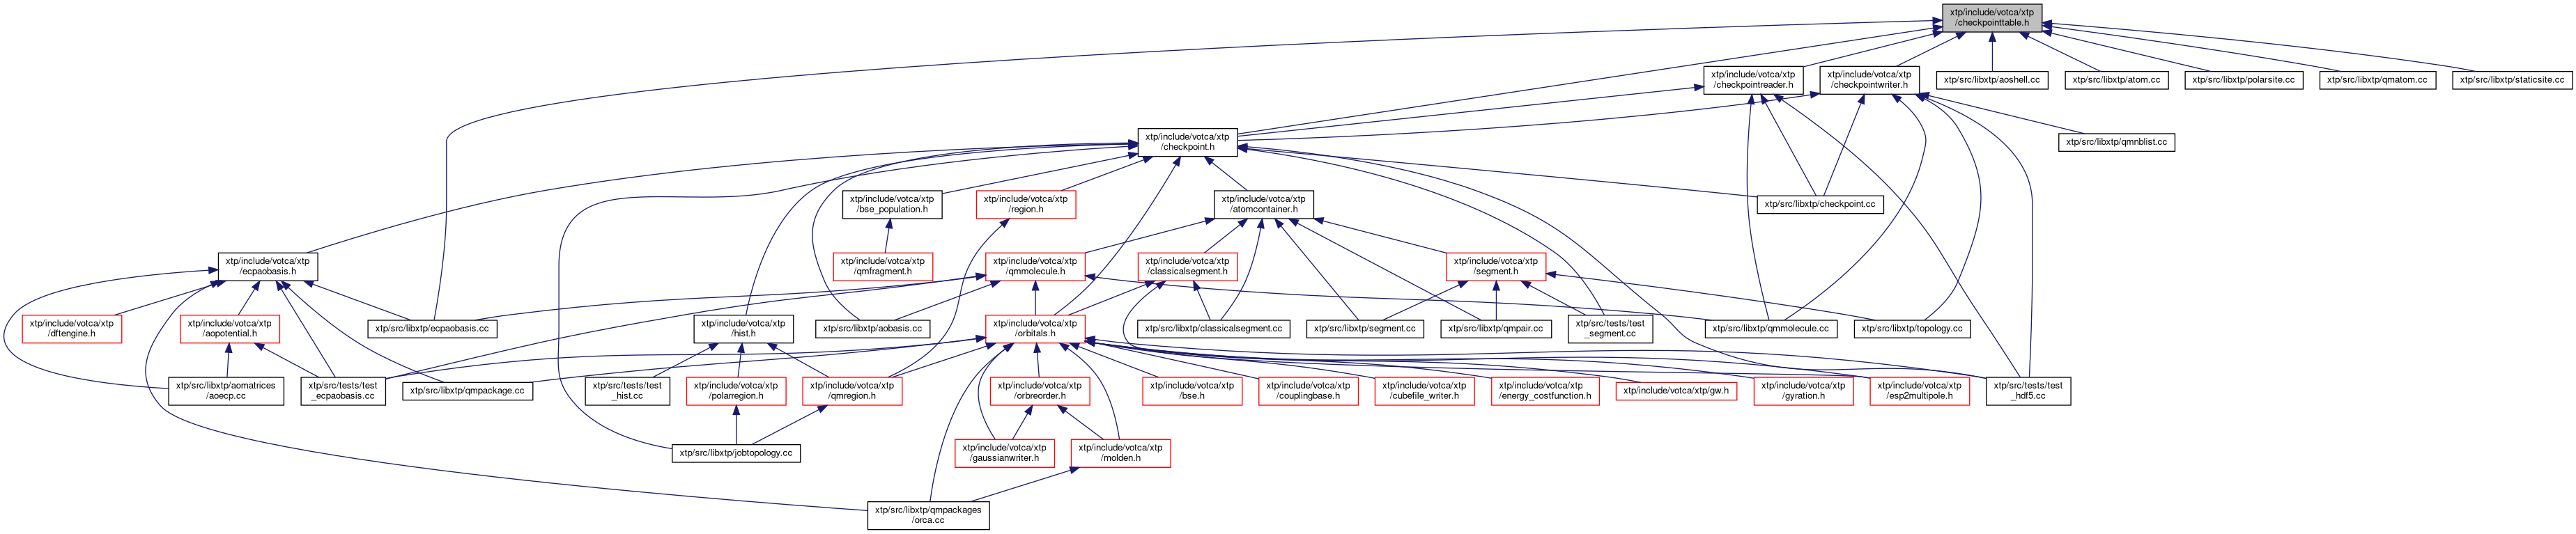 xtp/include/votca/xtp
/checkpointtable.h
xtp/include/votca/xtp
/checkpointreader.h
xtp/include/votca/xtp
/checkpointwriter.h
xtp/src/libxtp/aoshell.cc
xtp/src/libxtp/atom.cc
xtp/src/libxtp/polarsite.cc
xtp/src/libxtp/qmatom.cc
xtp/src/libxtp/staticsite.cc
xtp/include/votca/xtp
/checkpoint.h
xtp/src/libxtp/qmnblist.cc
xtp/include/votca/xtp
/bse_population.h
xtp/include/votca/xtp
/region.h
xtp/include/votca/xtp
/atomcontainer.h
xtp/src/libxtp/checkpoint.cc
xtp/include/votca/xtp
/ecpaobasis.h
xtp/include/votca/xtp
/qmfragment.h
xtp/include/votca/xtp
/qmmolecule.h
xtp/include/votca/xtp
/classicalsegment.h
xtp/include/votca/xtp
/segment.h
xtp/include/votca/xtp
/dftengine.h
xtp/include/votca/xtp
/aopotential.h
xtp/src/libxtp/ecpaobasis.cc
xtp/include/votca/xtp
/hist.h
xtp/src/libxtp/aobasis.cc
xtp/include/votca/xtp
/orbitals.h
xtp/src/libxtp/classicalsegment.cc
xtp/src/libxtp/segment.cc
xtp/src/libxtp/qmpair.cc
xtp/src/tests/test
_segment.cc
xtp/src/libxtp/qmmolecule.cc
xtp/src/libxtp/topology.cc
xtp/src/libxtp/aomatrices
/aoecp.cc
xtp/src/tests/test
_ecpaobasis.cc
xtp/src/libxtp/qmpackage.cc
xtp/src/tests/test
_hist.cc
xtp/include/votca/xtp
/polarregion.h
xtp/include/votca/xtp
/qmregion.h
xtp/include/votca/xtp
/orbreorder.h
xtp/include/votca/xtp
/bse.h
xtp/include/votca/xtp
/couplingbase.h
xtp/include/votca/xtp
/cubefile_writer.h
xtp/include/votca/xtp
/energy_costfunction.h
xtp/include/votca/xtp/gw.h
xtp/include/votca/xtp
/gyration.h
xtp/include/votca/xtp
/esp2multipole.h
xtp/src/tests/test
_hdf5.cc
xtp/src/libxtp/jobtopology.cc
xtp/include/votca/xtp
/gaussianwriter.h
xtp/include/votca/xtp
/molden.h
xtp/src/libxtp/qmpackages
/orca.cc